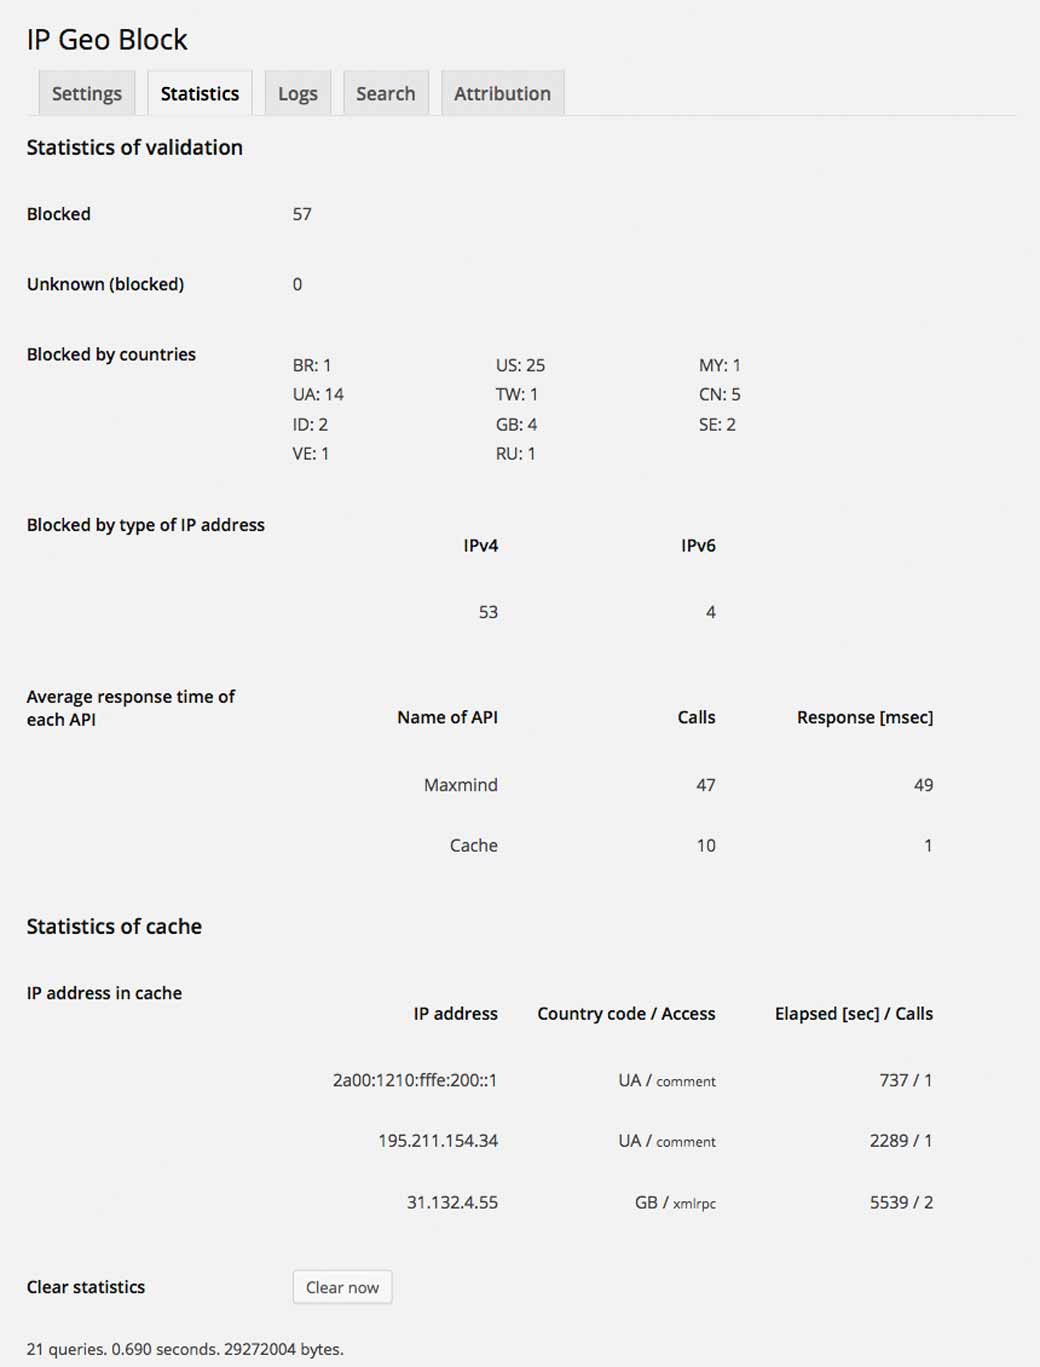 IP Geo Block
Settings Statistics Logs Search Attribution
Statistics of validation
Blocked 57
Unknown (blocked) 0
Blocked by countries
BR: 1 US: 25 MY: 1
UA: 14 TW: 1 CN: 5
ID: 2 GB: 4 SE: 2
VE: 1 RU: 1
Blocked by type of IP address
IPv4 IPv6
53 4
Average response time of
each API
Name of API Calls Response [msec]
Maxmind 47 49
Cache 10 1
Statistics of cache
IP address in cache
IP address Country code / Access Elapsed [sec] / Calls
2a00:1210:fffe:200::1 UA / comment 737 / 1
195.211.154.34 UA / comment 2289 / 1
31.132.4.55 GB / xmlrpc 5539 / 2
Clear statistics Clear now
21 queries. 0.690 seconds. 29272004 bytes.